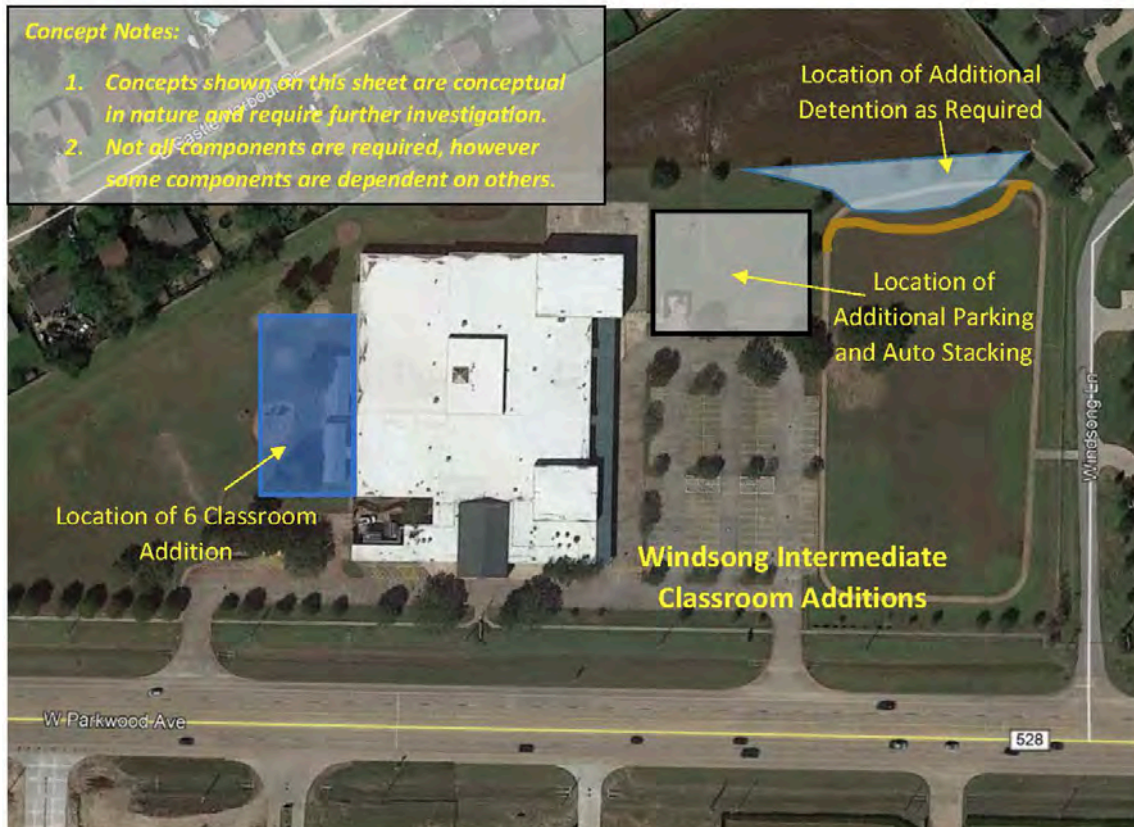 Concept Notes:
1. Concepts shown on this sheet are conceptual
in nature and require further investigation.
2. Not all components are required, however
some components are dependent on others.
Location of Additional
Detention as Required
Location of
Additional Parking
and Auto Stacking
Location of 6 Classroom
Addition
Windsong Intermediate
Classroom Additions
Windsong Ln
W Parkwood Ave
528